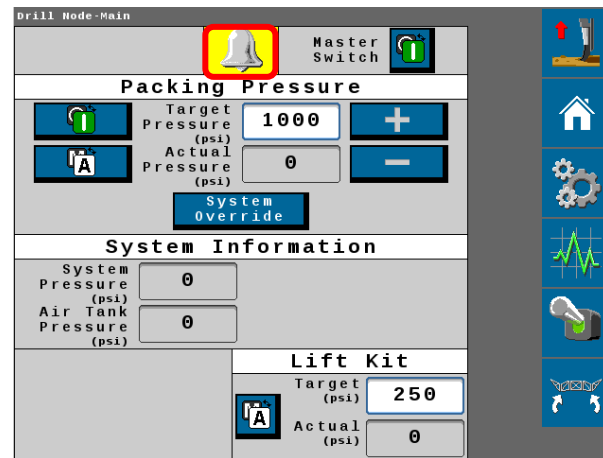 Drill Node-Main
Master
Switch
Packing Pressure
Target
Pressure
(psi)
1000
+
Actual
Pressure
(psi)
0
−
A
System
Override
System Information
System
Pressure
(psi)
0
Air Tank
Pressure
(psi)
0
Lift Kit
Target
(psi)
250
A
Actual
(psi)
0